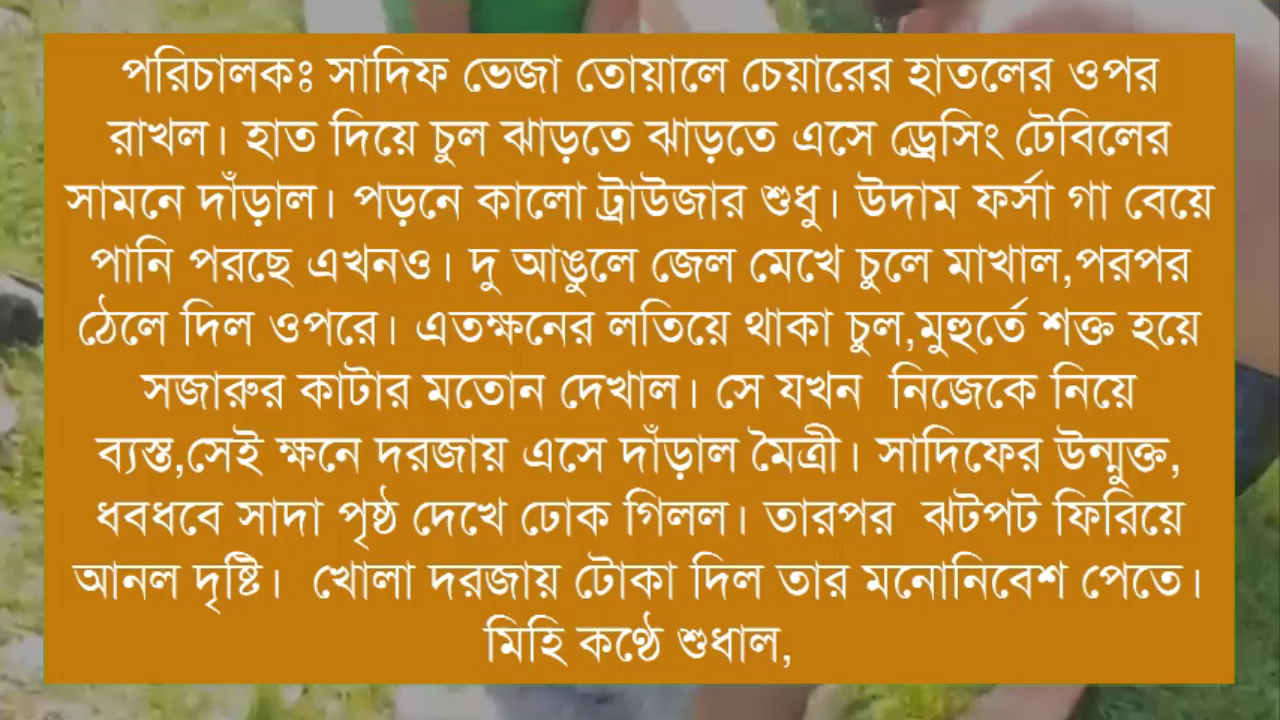 পরিচালকঃ সাদিফ ভেজা তোয়ালে চেয়ারের হাতলের ওপর
রাখল। হাত দিয়ে চুল ঝাড়তে ঝাড়তে এসে ড্রেসিং টেবিলের
সামনে দাঁড়াল। পড়নে কালো ট্রাউজার শুধু। উদাম ফর্সা গা বেয়ে
পানি পরছে এখনও। দু আঙুলে জেল মেখে চুলে মাখাল,পরপর
ঠেলে দিল ওপরে। এতক্ষনের লতিয়ে থাকা চুল,মুহুর্তে শক্ত হয়ে
সজারুর কাটার মতোন দেখাল। সে যখন নিজেকে নিয়ে
ব্যস্ত,সেই ক্ষনে দরজায় এসে দাঁড়াল মৈত্রী। সাদিফের উন্মুক্ত,
ধবধবে সাদা পৃষ্ঠ দেখে ঢোক গিলল। তারপর ঝটপট ফিরিয়ে
আনল দৃষ্টি। খোলা দরজায় টোকা দিল তার মনোনিবেশ পেতে।
মিহি কণ্ঠে শুধাল,